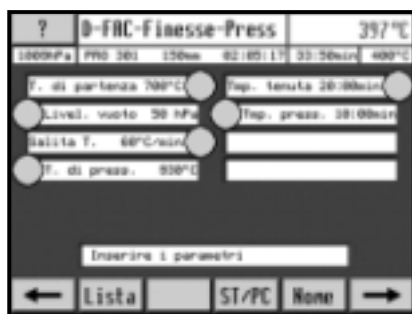 ?
D-FAC-Finesse-Press
397°C
1009hPa PRO 301 150mm 02:05:17 33:50min 400°C
T. di partenza 700°C
Tmp. tenuta 20:00min
Livel. vuoto 50 hPa
Tmp. press. 10:00min
Salita T. 60°C/min
T. di press. 930°C
Inserire i parametri
← Lista ST/PC Nome →